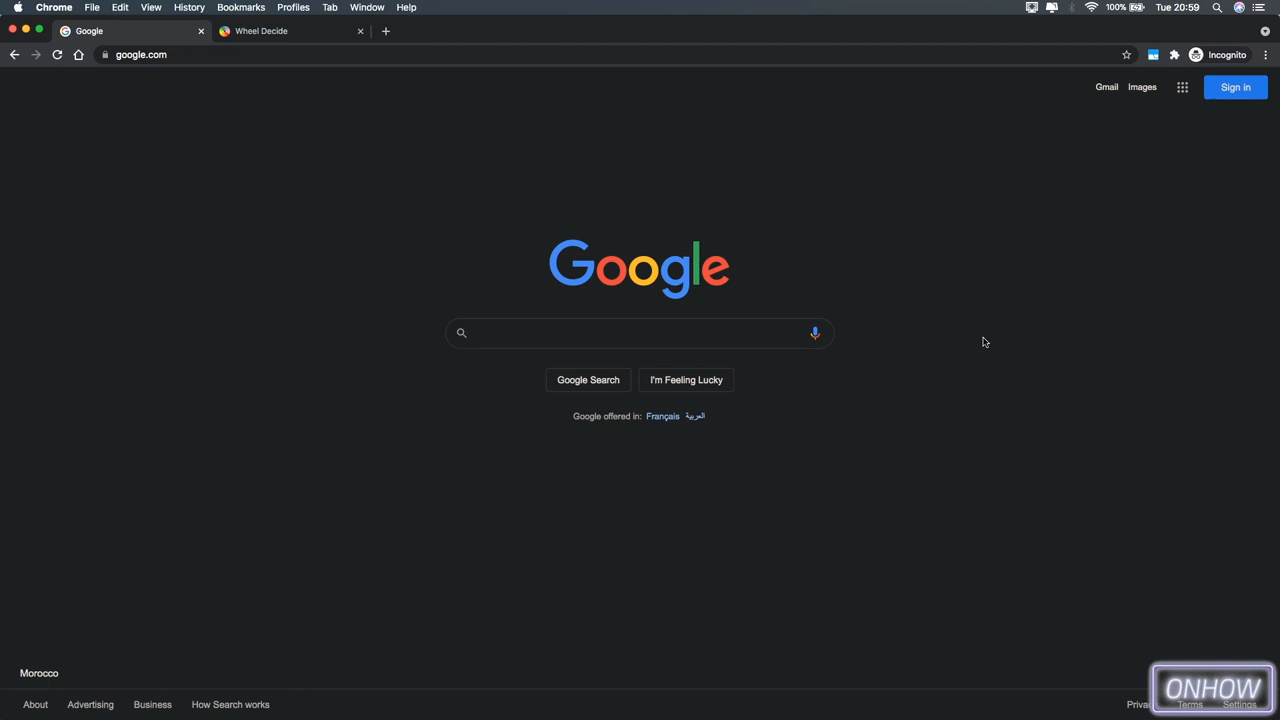 Chrome File Edit View History Bookmarks Profiles Tab Window Help 100% Tue 20:59
Google Wheel Decide
google.com Incognito
Gmail Images Sign in
Google
Google Search I'm Feeling Lucky
Google offered in: Français العربية
Morocco
About Advertising Business How Search works Terms Settings
ONHOW